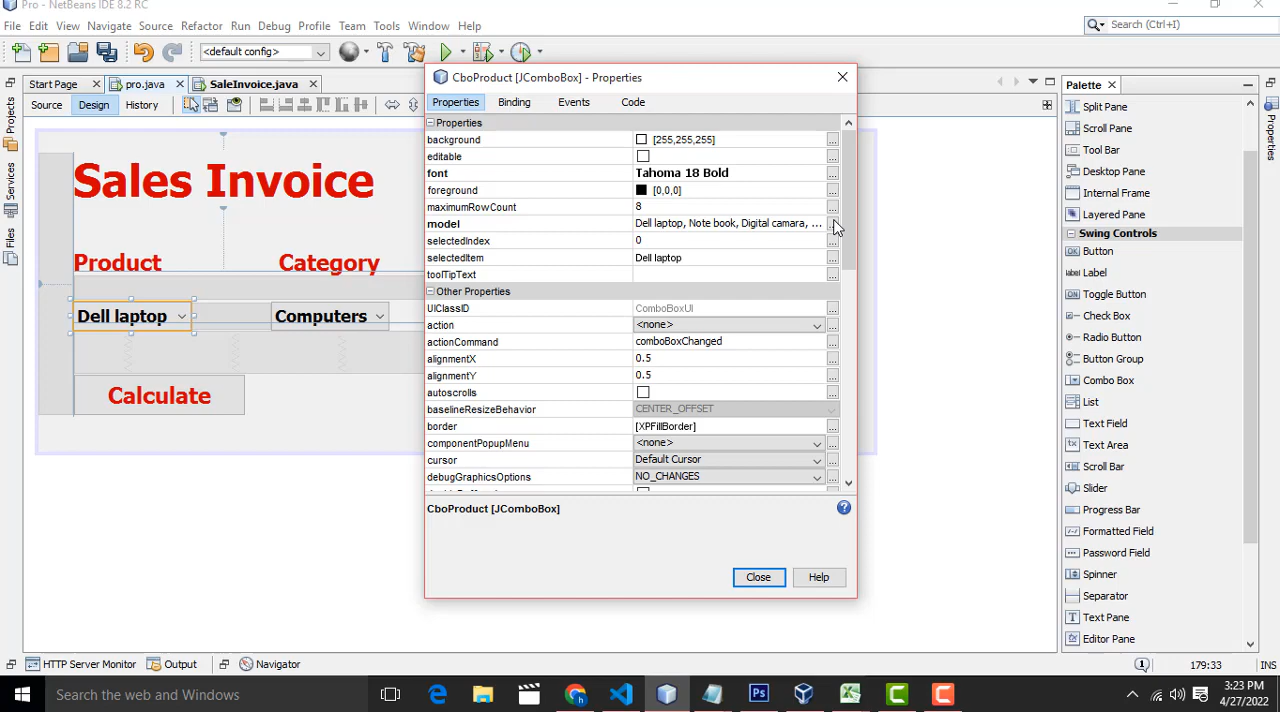 Pro - NetBeans IDE 8.2 RC
File Edit View Navigate Source Refactor Run Debug Profile Team Tools Window Help
Search (Ctrl+I)
<default config>
Start Page pro.java SaleInvoice.java
Source Design History
Projects
Services
Files
Sales Invoice
Product Category
Dell laptop Computers
Calculate
CboProduct [JComboBox] - Properties
Properties Binding Events Code
Properties
background [255,255,255]
editable
font Tahoma 18 Bold
foreground [0,0,0]
maximumRowCount 8
model Dell laptop, Note book, Digital camara, ...
selectedIndex 0
selectedItem Dell laptop
toolTipText
Other Properties
UIClassID ComboBoxUI
action <none>
actionCommand comboBoxChanged
alignmentX 0.5
alignmentY 0.5
autoscrolls
baselineResizeBehavior CENTER_OFFSET
border [XPFillBorder]
componentPopupMenu <none>
cursor Default Cursor
debugGraphicsOptions NO_CHANGES
CboProduct [JComboBox]
Close Help
Palette
Split Pane
Scroll Pane
Tool Bar
Desktop Pane
Internal Frame
Layered Pane
Swing Controls
Button
Label
Toggle Button
Check Box
Radio Button
Button Group
Combo Box
List
Text Field
Text Area
Scroll Bar
Slider
Progress Bar
Formatted Field
Password Field
Spinner
Separator
Text Pane
Editor Pane
Properties
HTTP Server Monitor Output Navigator
1 179:33 INS
Search the web and Windows
3:23 PM
4/27/2022